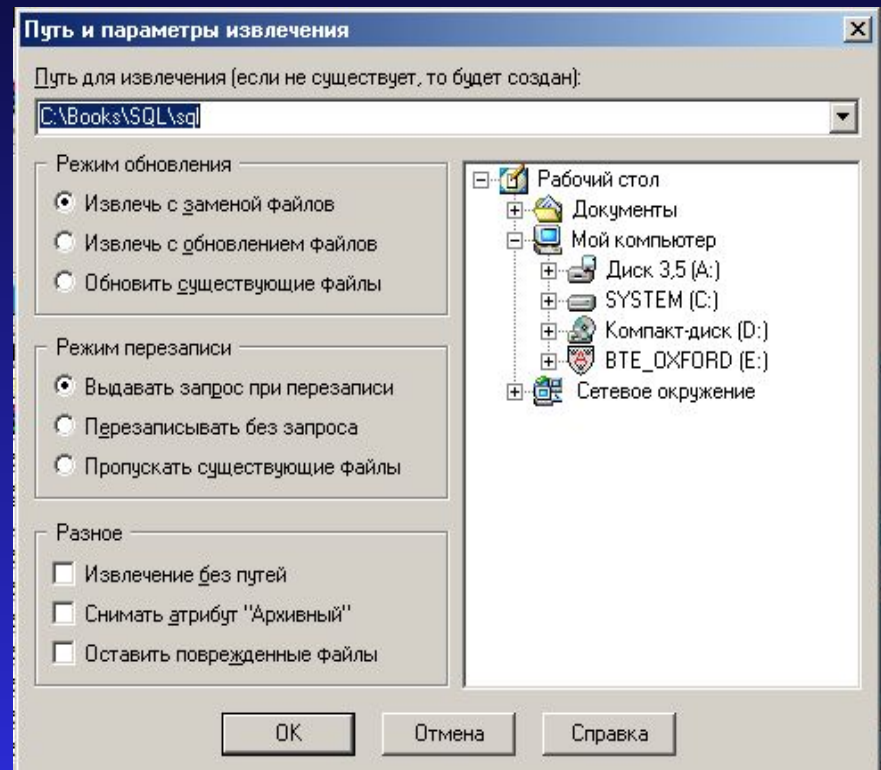 Путь и параметры извлечения
Путь для извлечения (если не существует, то будет создан):
C:\Books\SQL\sql
Режим обновления
Извлечь с заменой файлов
Извлечь с обновлением файлов
Обновить существующие файлы
Режим перезаписи
Выдавать запрос при перезаписи
Перезаписывать без запроса
Пропускать существующие файлы
Разное
Извлечение без путей
Снимать атрибут "Архивный"
Оставить поврежденные файлы
Рабочий стол
Документы
Мой компьютер
Диск 3,5 (A:)
SYSTEM (C:)
Компакт-диск (D:)
BTE_OXFORD (E:)
Сетевое окружение
OK
Отмена
Справка